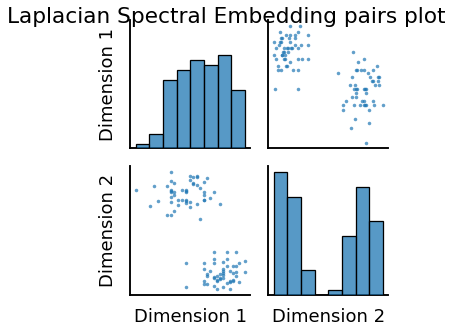 Laplacian Spectral Embedding pairs plot
Dimension 1
Dimension 2
Dimension 1
Dimension 2